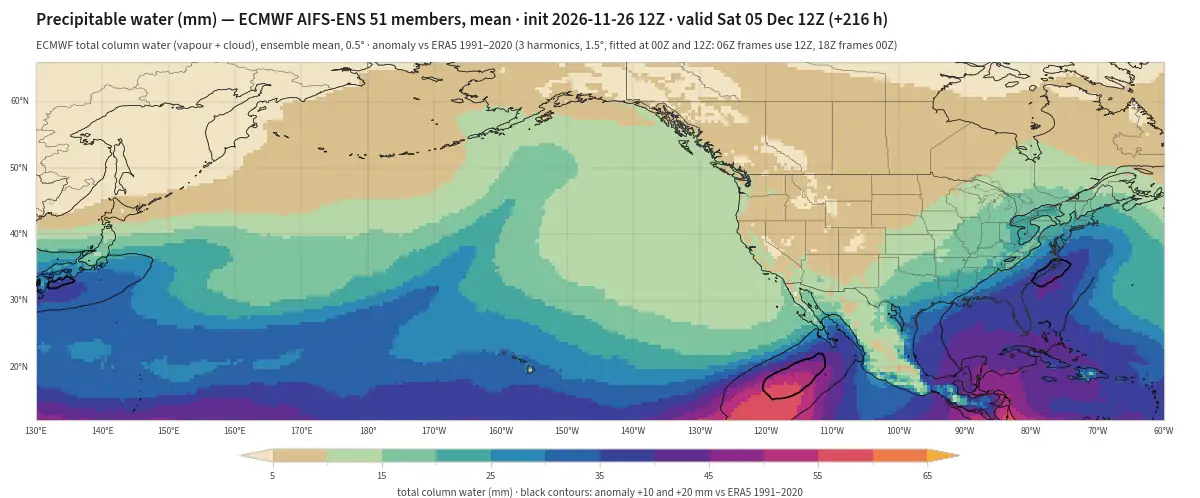 Precipitable water (mm) — ECMWF AIFS-ENS 51 members, mean · init 2026-11-26 12Z · valid Sat 05 Dec 12Z (+216 h)
ECMWF total column water (vapour + cloud), ensemble mean, 0.5° · anomaly vs ERA5 1991–2020 (3 harmonics, 1.5°, fitted at 00Z and 12Z: 06Z frames use 12Z, 18Z frames 00Z)
60°N
50°N
40°N
30°N
20°N
130°E 140°E 150°E 160°E 170°E 180° 170°W 160°W 150°W 140°W 130°W 120°W 110°W 100°W 90°W 80°W 70°W 60°W
5 15 25 35 45 55 65
total column water (mm) · black contours: anomaly +10 and +20 mm vs ERA5 1991–2020